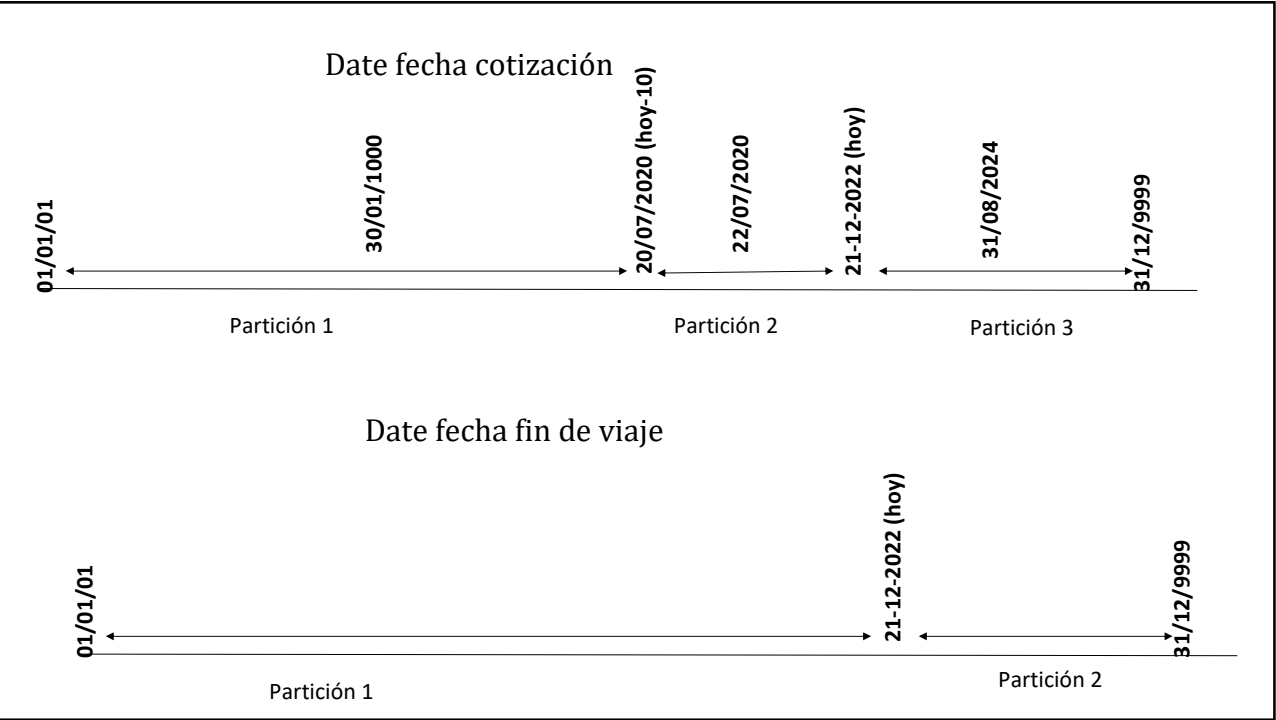 Date fecha cotización
01/01/01
30/01/1000
20/07/2020 (hoy-10)
22/07/2020
21-12-2022 (hoy)
31/08/2024
31/12/9999
Partición 1
Partición 2
Partición 3
Date fecha fin de viaje
01/01/01
21-12-2022 (hoy)
31/12/9999
Partición 1
Partición 2